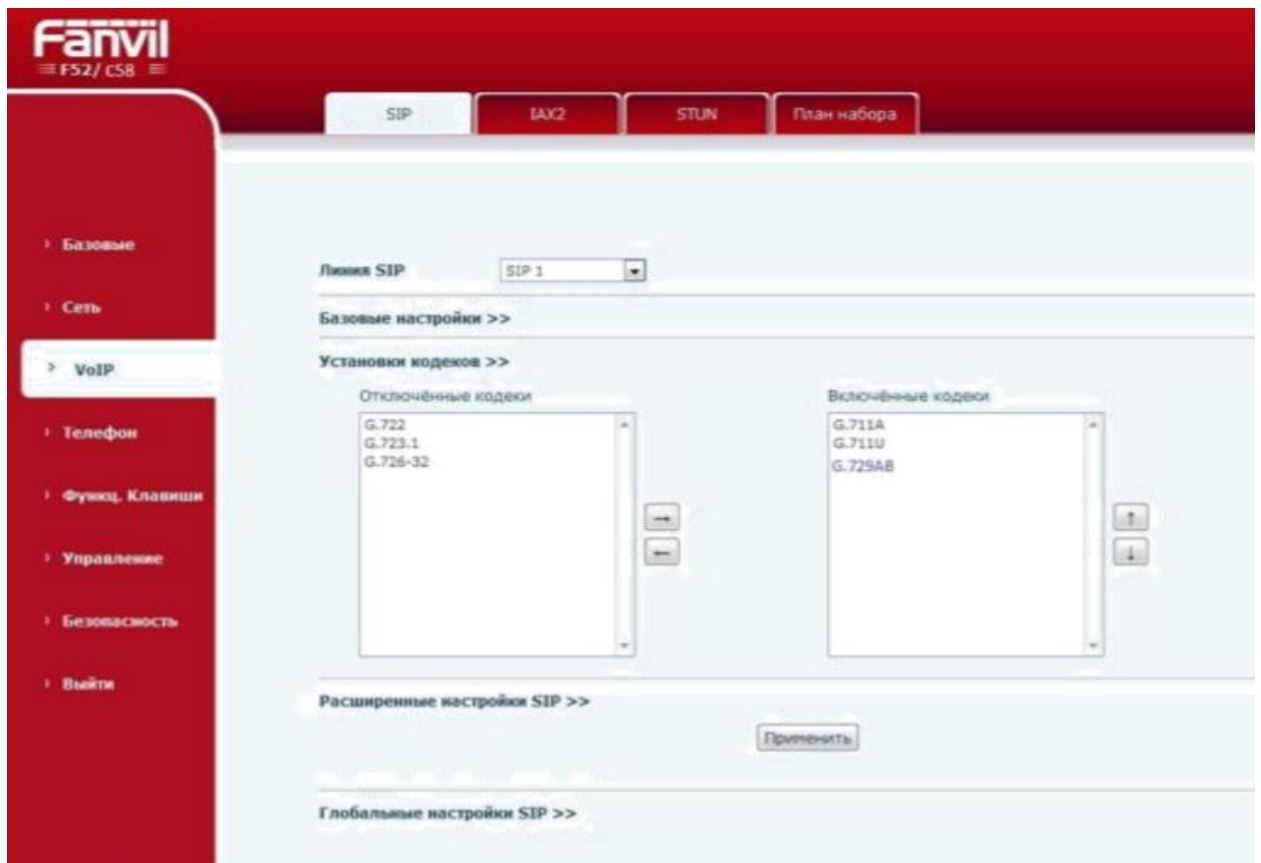 Fanvil
F52/ C58
SIP
IAX2
STUN
План набора
Базовые
Сеть
VoIP
Телефон
Функц. Клавиши
Управление
Безопасность
Выйти
Линия SIP
SIP 1
Базовые настройки >>
Установки кодеков >>
Отключённые кодеки
Включённые кодеки
G.722
G.723.1
G.726-32
G.711A
G.711U
G.729AB
→
←
↑
↓
Расширенные настройки SIP >>
Применить
Глобальные настройки SIP >>